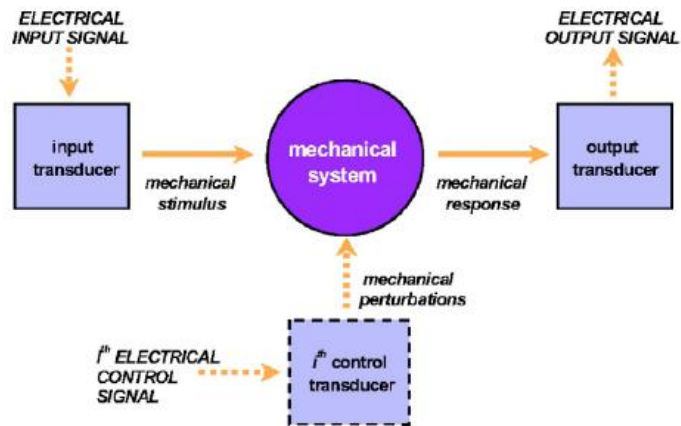 ELECTRICAL
INPUT SIGNAL
ELECTRICAL
OUTPUT SIGNAL
input
transducer
mechanical
stimulus
mechanical
system
mechanical
response
output
transducer
mechanical
perturbations
i^th ELECTRICAL
CONTROL
SIGNAL
i^th control
transducer